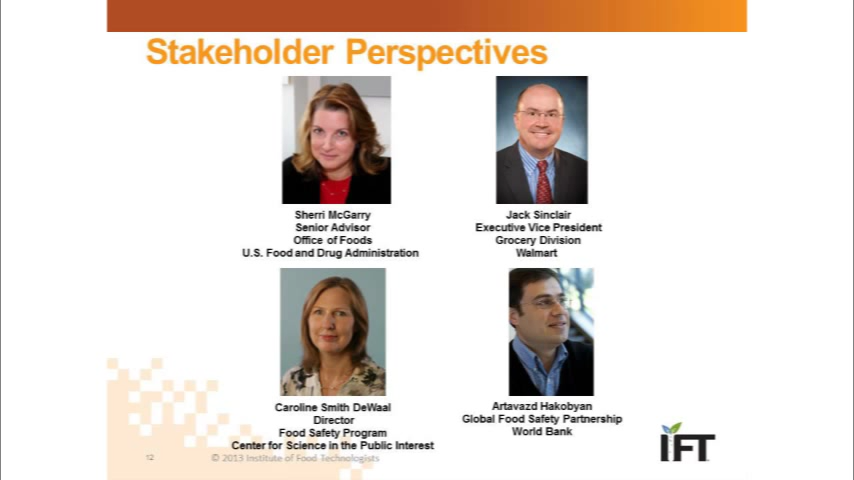 Stakeholder Perspectives
Sherri McGarry
Senior Advisor
Office of Foods
U.S. Food and Drug Administration
Jack Sinclair
Executive Vice President
Grocery Division
Walmart
Caroline Smith DeWaal
Director
Food Safety Program
Center for Science in the Public Interest
Artavazd Hakobyan
Global Food Safety Partnership
World Bank
12
© 2013 Institute of Food Technologists
IFT